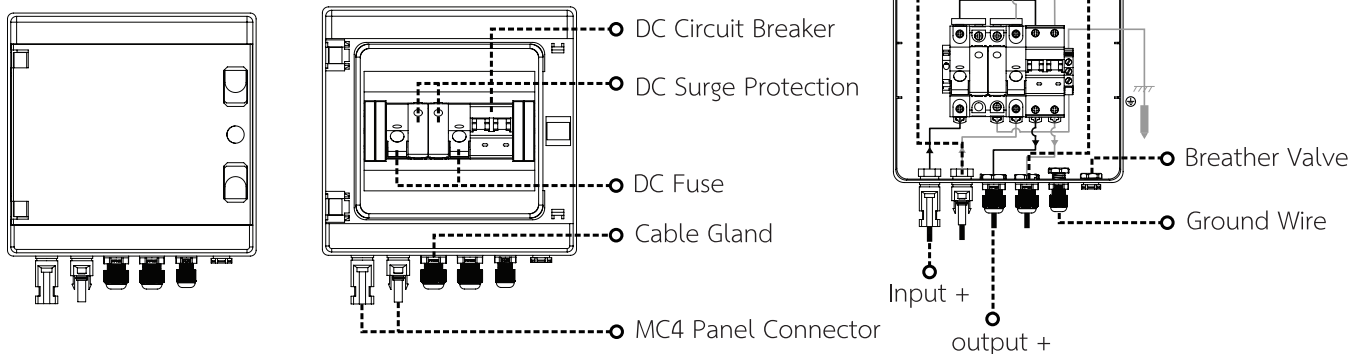 DC Circuit Breaker
DC Surge Protection
DC Fuse
Cable Gland
MC4 Panel Connector
Breather Valve
Ground Wire
Input +
output +